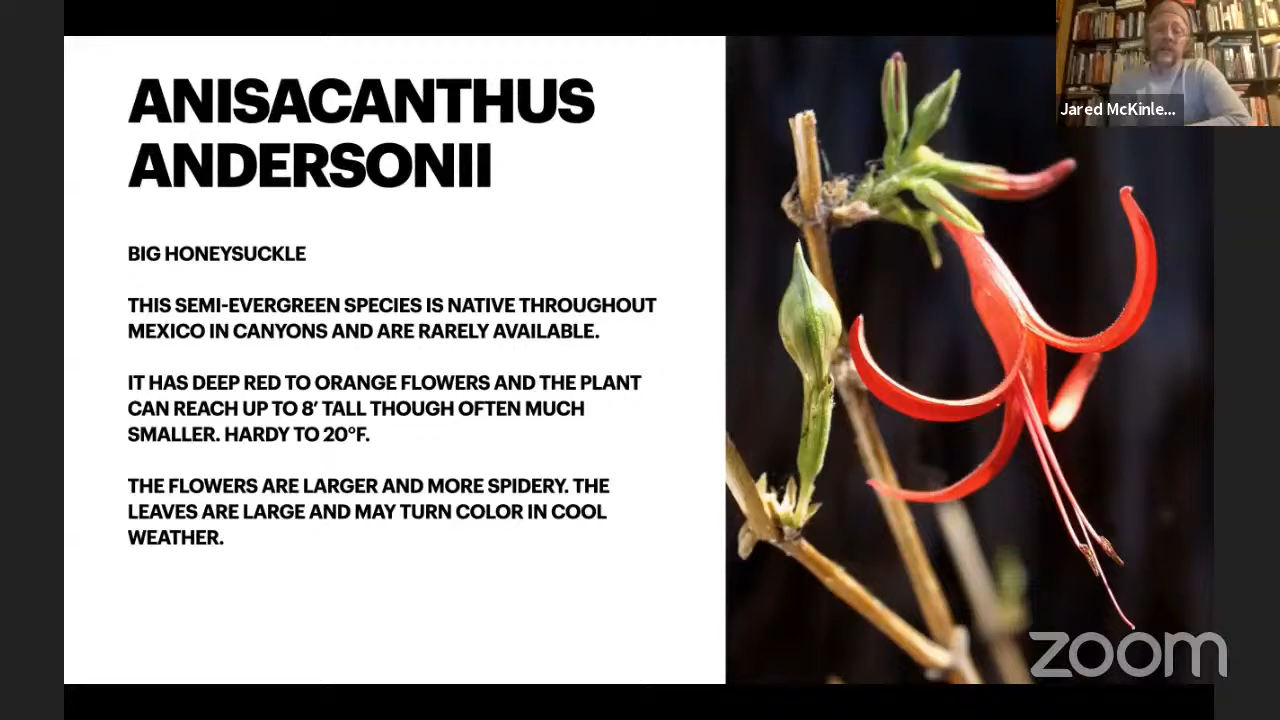 ANISACANTHUS
ANDERSONII
BIG HONEYSUCKLE
THIS SEMI-EVERGREEN SPECIES IS NATIVE THROUGHOUT
MEXICO IN CANYONS AND ARE RARELY AVAILABLE.
IT HAS DEEP RED TO ORANGE FLOWERS AND THE PLANT
CAN REACH UP TO 8’ TALL THOUGH OFTEN MUCH
SMALLER. HARDY TO 20°F.
THE FLOWERS ARE LARGER AND MORE SPIDERY. THE
LEAVES ARE LARGE AND MAY TURN COLOR IN COOL
WEATHER.
Jared McKinle...
zoom